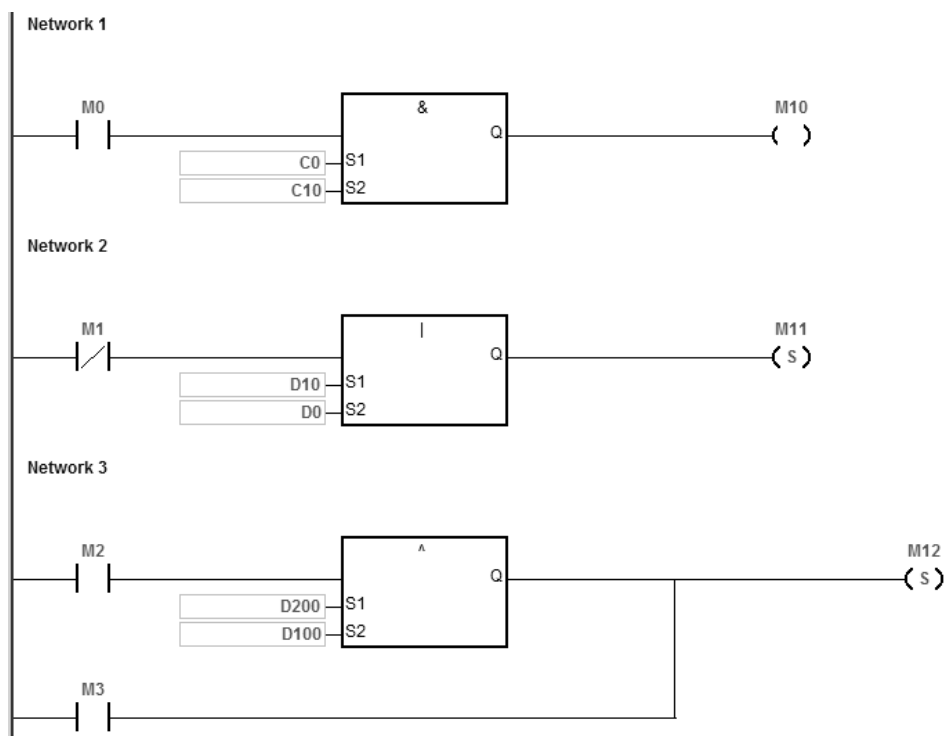 Network 1
M0
&
M10
Q
C0 S1
C10 S2
Network 2
M1
|
M11
Q
S
D10 S1
D0 S2
Network 3
M2
^
M12
Q
S
D200 S1
D100 S2
M3